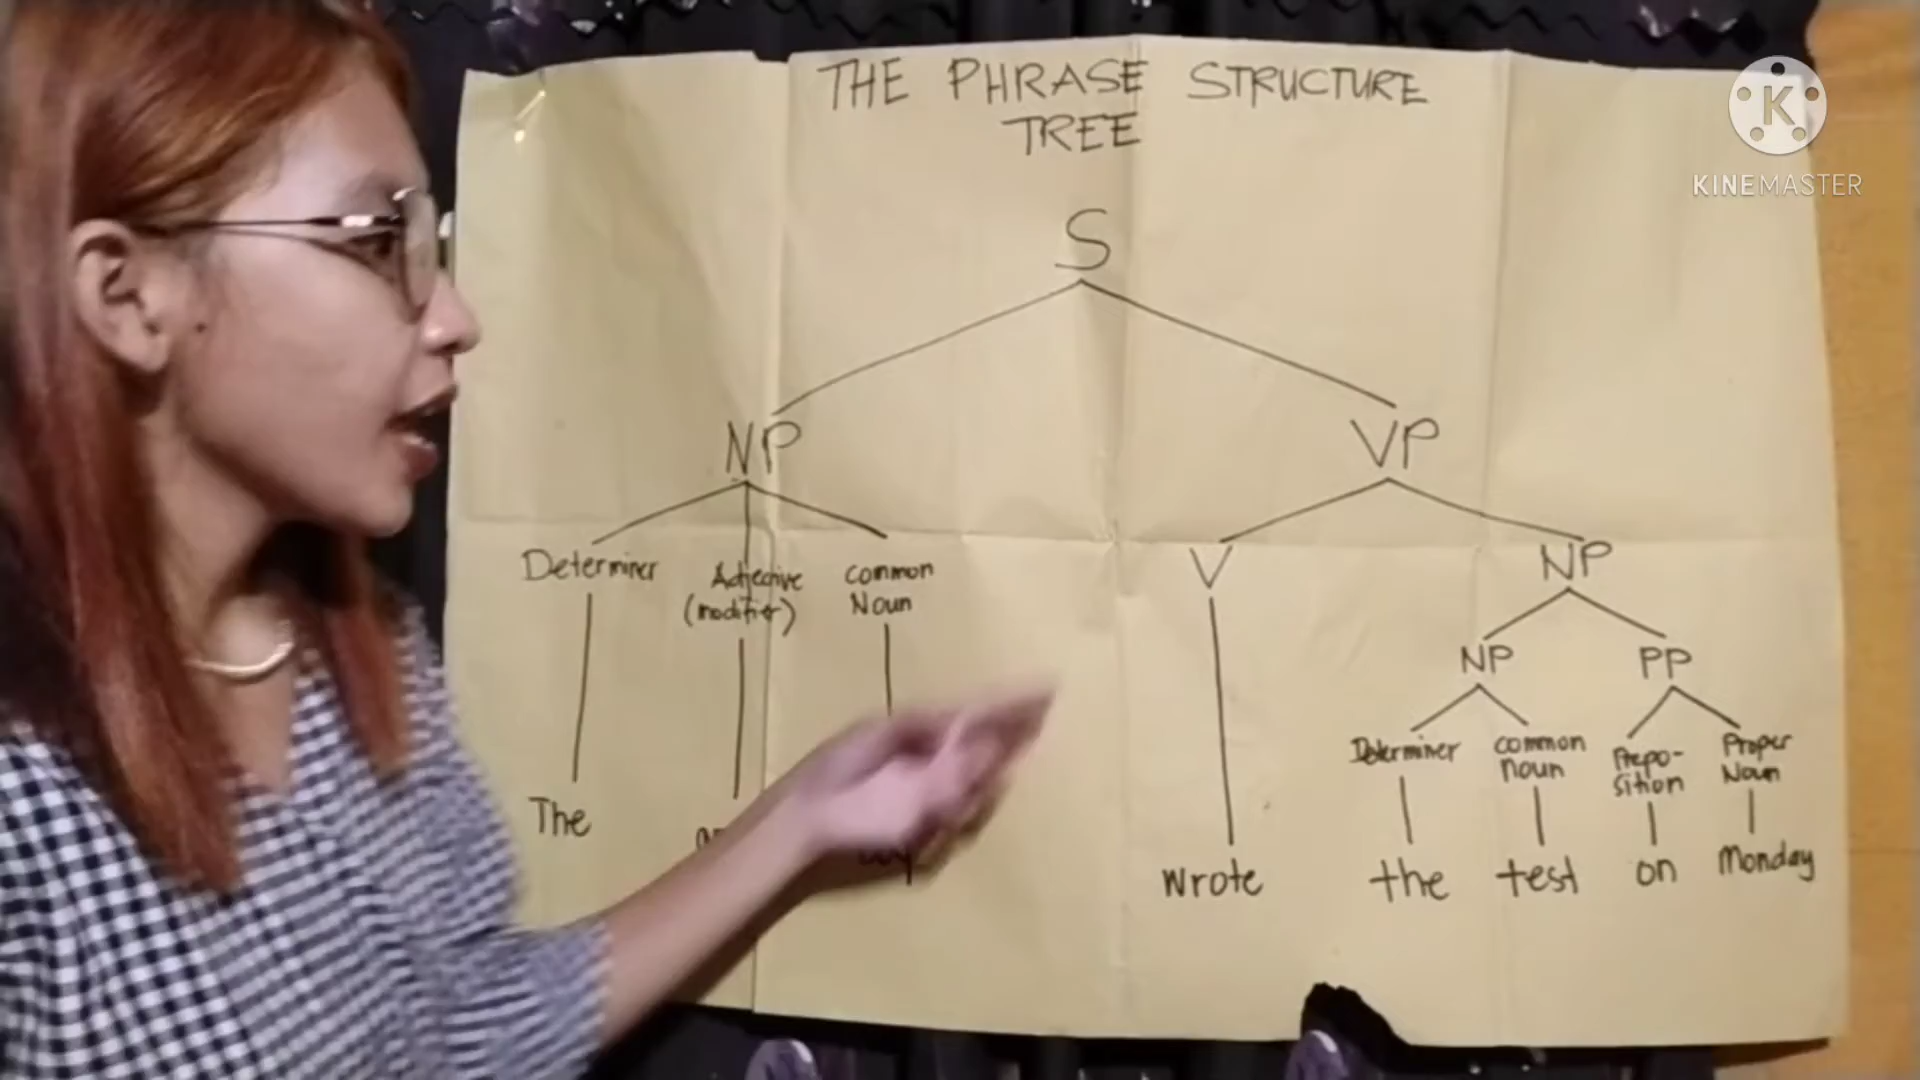 THE PHRASE STRUCTURE
TREE
KINEMASTER
S
NP VP
Determiner Adjective Common V NP
(modifier) Noun
NP PP
Determiner common Prepo- Proper
noun sition Noun
The
wrote the test on Monday